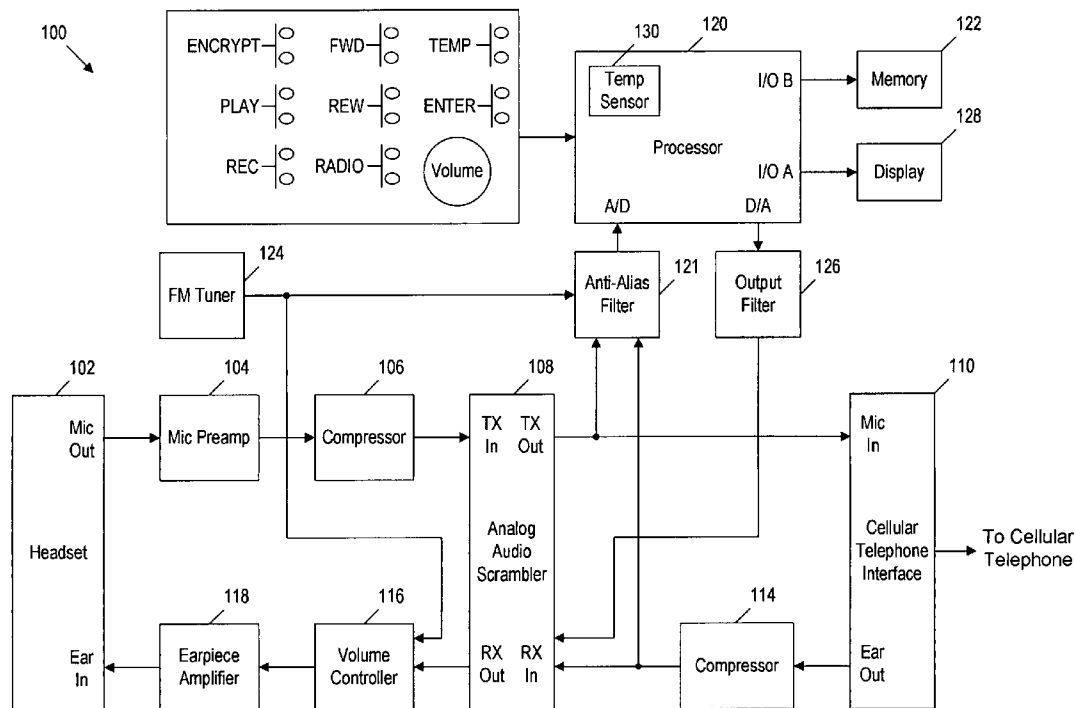 100
ENCRYPT
FWD
TEMP
PLAY
REW
ENTER
REC
RADIO
Volume
120
130
Temp
Sensor
Processor
I/O B
I/O A
A/D
D/A
122
Memory
128
Display
124
FM Tuner
121
Anti-Alias
Filter
126
Output
Filter
102
Mic
Out
Headset
Ear
In
104
Mic Preamp
106
Compressor
108
TX
In
TX
Out
Analog
Audio
Scrambler
RX
Out
RX
In
110
Mic
In
Cellular
Telephone
Interface
Ear
Out
To Cellular
Telephone
118
Earpiece
Amplifier
116
Volume
Controller
114
Compressor